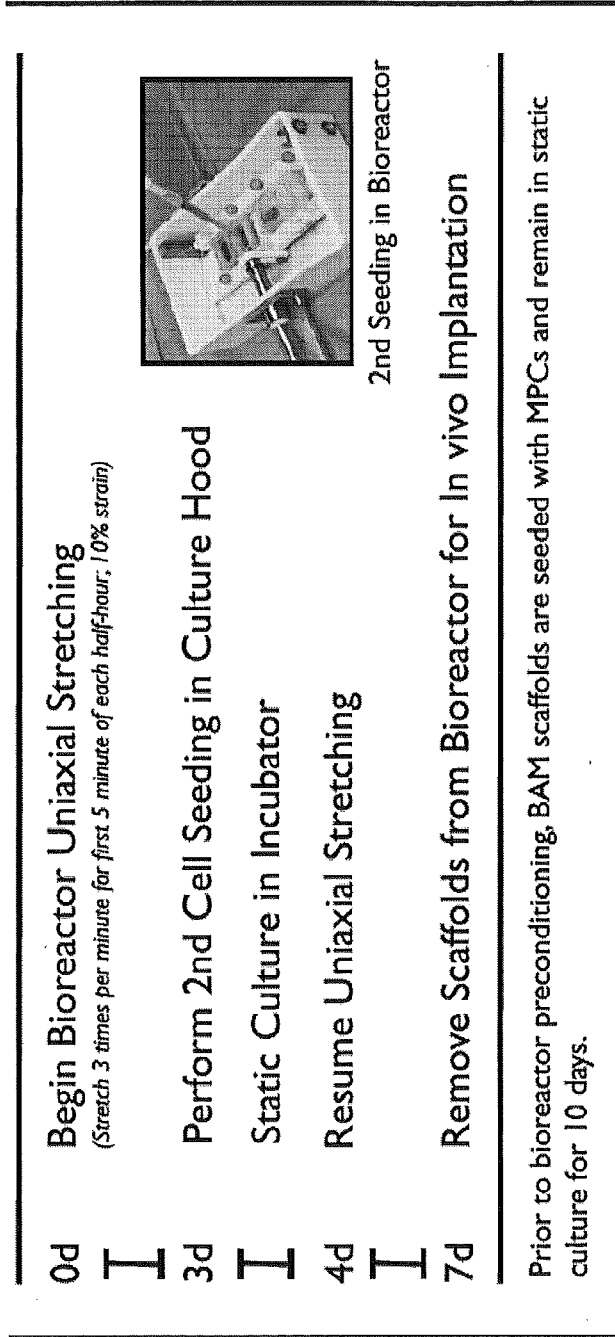 0d Begin Bioreactor Uniaxial Stretching
(Stretch 3 times per minute for first 5 minute of each half-hour; 10% strain)
3d Perform 2nd Cell Seeding in Culture Hood
Static Culture in Incubator
4d Resume Uniaxial Stretching
2nd Seeding in Bioreactor
7d Remove Scaffolds from Bioreactor for In vivo Implantation
Prior to bioreactor preconditioning, BAM scaffolds are seeded with MPCs and remain in static
culture for 10 days.